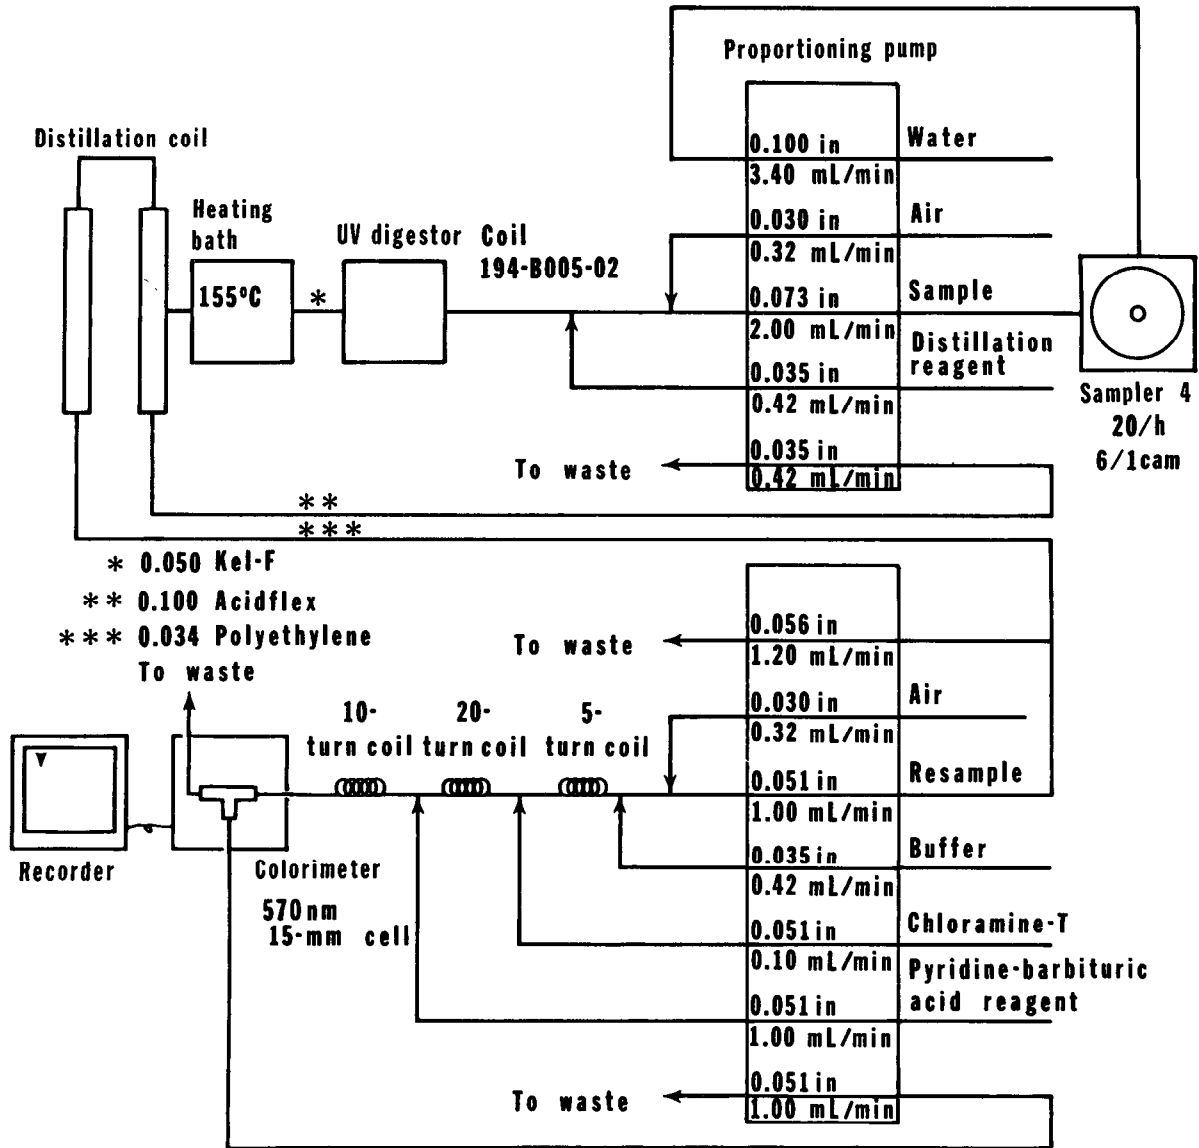 Proportioning pump
Distillation coil
Heating
bath
155°C
*
UV digestor
Coil
194-B005-02
0.100 in
3.40 mL/min
Water
0.030 in
0.32 mL/min
Air
0.073 in
2.00 mL/min
Sample
0.035 in
0.42 mL/min
Distillation
reagent
0.035 in
0.42 mL/min
To waste
Sampler 4
20/h
6/1cam
**
***
* 0.050 Kel-F
** 0.100 Acidflex
*** 0.034 Polyethylene
To waste
To waste
0.056 in
1.20 mL/min
0.030 in
0.32 mL/min
Air
0.051 in
1.00 mL/min
Resample
0.035 in
0.42 mL/min
Buffer
0.051 in
0.10 mL/min
Chloramine-T
0.051 in
1.00 mL/min
Pyridine-barbituric
acid reagent
0.051 in
1.00 mL/min
To waste
10-
turn coil
20-
turn coil
5-
turn coil
Recorder
Colorimeter
570nm
15-mm cell